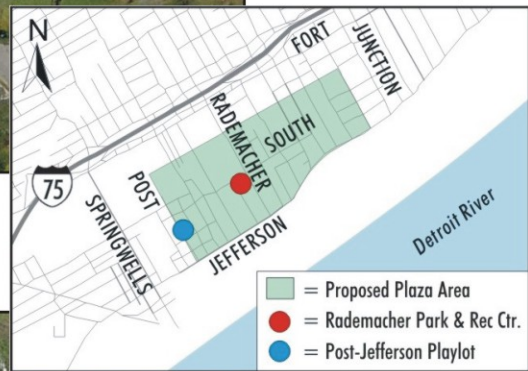 N
FORT
JUNCTION
RADEMACHER
SOUTH
75
POST
SPRINGWELLS
JEFFERSON
Detroit River
= Proposed Plaza Area
= Rademacher Park & Rec Ctr.
= Post-Jefferson Playlot